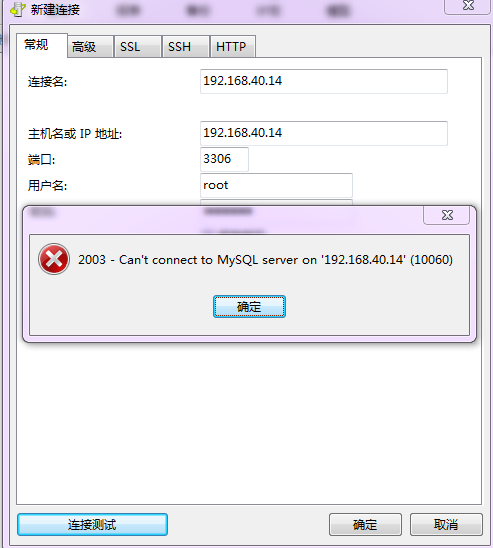 新建连接
常规 高级 SSL SSH HTTP
连接名: 192.168.40.14
主机名或 IP 地址: 192.168.40.14
端口: 3306
用户名: root
2003 - Can't connect to MySQL server on '192.168.40.14' (10060)
确定
连接测试 确定 取消